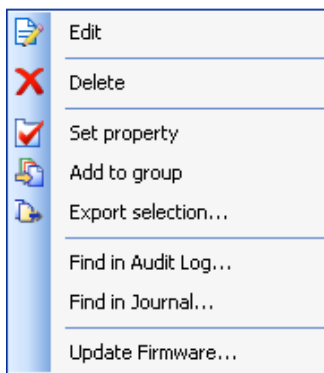 Edit
Delete
Set property
Add to group
Export selection...
Find in Audit Log...
Find in Journal...
Update Firmware...